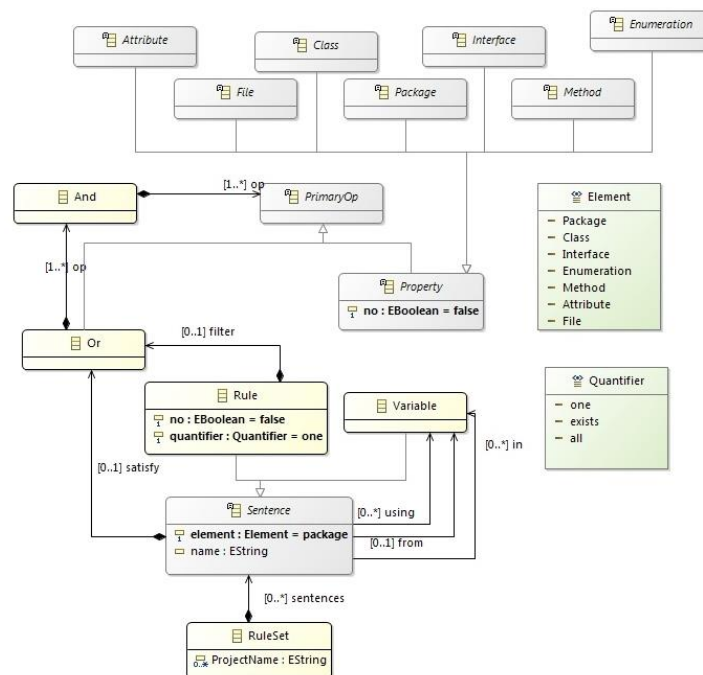 Attribute
Class
Interface
Enumeration
File
Package
Method
And
[1..*] op
PrimaryOp
Element
Package
Class
Interface
Enumeration
Method
Attribute
File
[1..*] op
Property
no : EBoolean = false
[0..1] filter
Or
Rule
no : EBoolean = false
quantifier : Quantifier = one
Variable
Quantifier
one
exists
all
[0..*] in
[0..1] satisfy
Sentence
element : Element = package
name : EString
[0..*] using
[0..1] from
[0..*] sentences
RuleSet
0..* ProjectName : EString